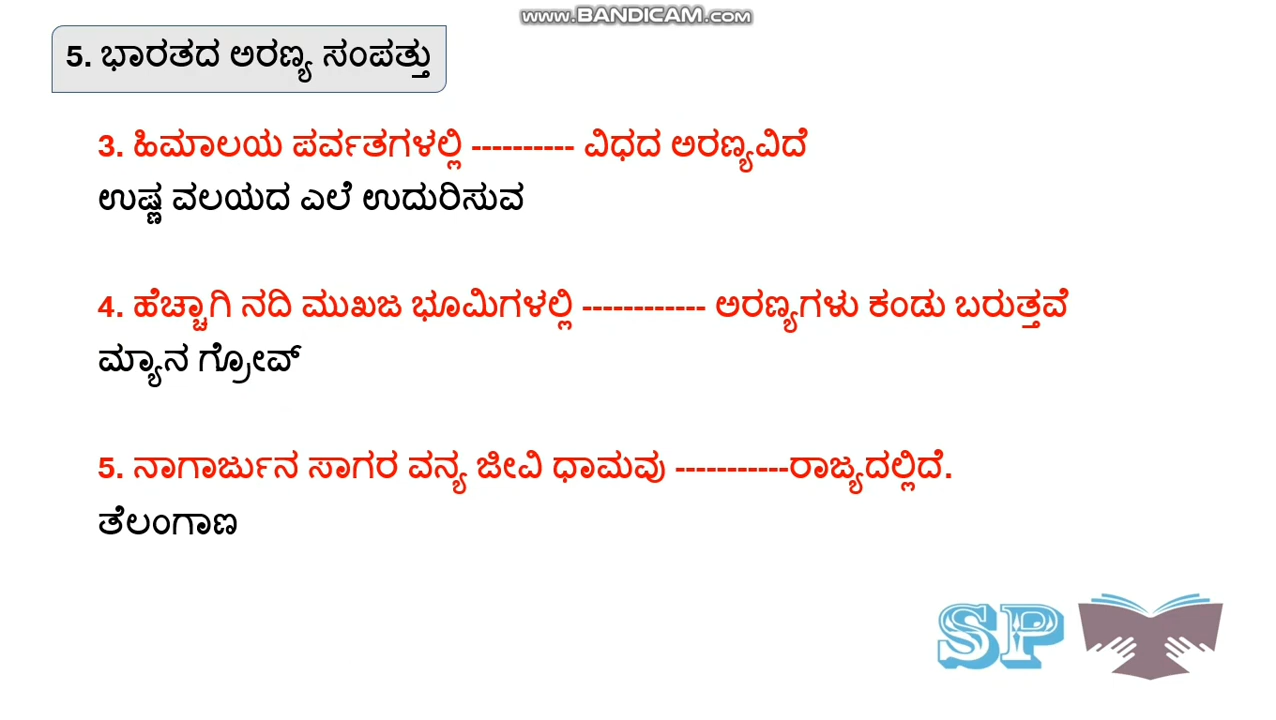 www.BANDICAM.com
5. ಭಾರತದ ಅರಣ್ಯ ಸಂಪತ್ತು
3. ಹಿಮಾಲಯ ಪರ್ವತಗಳಲ್ಲಿ ---------- ವಿಧದ ಅರಣ್ಯವಿದೆ
ಉಷ್ಣ ವಲಯದ ಎಲೆ ಉದುರಿಸುವ
4. ಹೆಚ್ಚಾಗಿ ನದಿ ಮುಖಜ ಭೂಮಿಗಳಲ್ಲಿ ------------ ಅರಣ್ಯಗಳು ಕಂಡು ಬರುತ್ತವೆ
ಮ್ಯಾನ ಗ್ರೋವ್
5. ನಾಗಾರ್ಜುನ ಸಾಗರ ವನ್ಯ ಜೀವಿ ಧಾಮವು -----------ರಾಜ್ಯದಲ್ಲಿದೆ.
ತೆಲಂಗಾಣ
SP